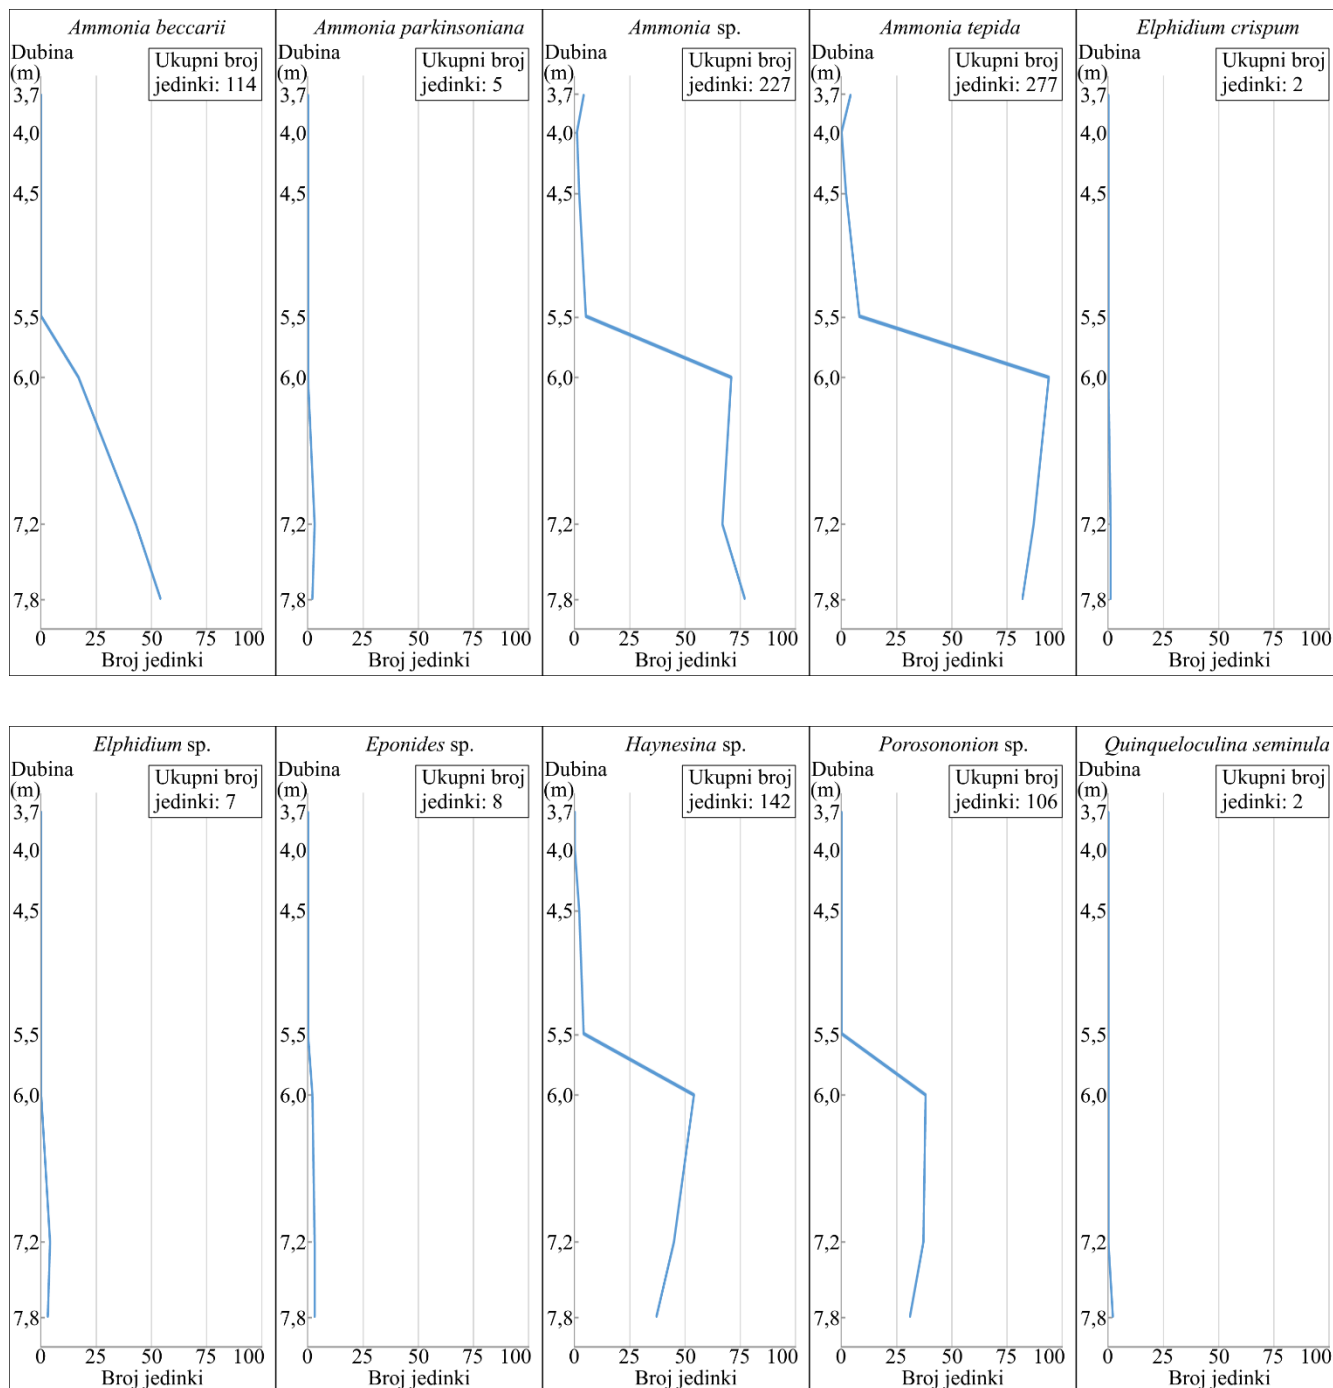 Ammonia beccarii
Dubina
(m)
Ukupni broj
jedinki: 114
3,7
4,0
4,5
5,5
6,0
7,2
7,8
0 25 50 75 100
Broj jedinki
Ammonia parkinsoniana
Dubina
(m)
Ukupni broj
jedinki: 5
3,7
4,0
4,5
5,5
6,0
7,2
7,8
0 25 50 75 100
Broj jedinki
Ammonia sp.
Dubina
(m)
Ukupni broj
jedinki: 227
3,7
4,0
4,5
5,5
6,0
7,2
7,8
0 25 50 75 100
Broj jedinki
Ammonia tepida
Dubina
(m)
Ukupni broj
jedinki: 277
3,7
4,0
4,5
5,5
6,0
7,2
7,8
0 25 50 75 100
Broj jedinki
Elphidium crispum
Dubina
(m)
Ukupni broj
jedinki: 2
3,7
4,0
4,5
5,5
6,0
7,2
7,8
0 25 50 75 100
Broj jedinki
Elphidium sp.
Dubina
(m)
Ukupni broj
jedinki: 7
3,7
4,0
4,5
5,5
6,0
7,2
7,8
0 25 50 75 100
Broj jedinki
Eponides sp.
Dubina
(m)
Ukupni broj
jedinki: 8
3,7
4,0
4,5
5,5
6,0
7,2
7,8
0 25 50 75 100
Broj jedinki
Haynesina sp.
Dubina
(m)
Ukupni broj
jedinki: 142
3,7
4,0
4,5
5,5
6,0
7,2
7,8
0 25 50 75 100
Broj jedinki
Porosononion sp.
Dubina
(m)
Ukupni broj
jedinki: 106
3,7
4,0
4,5
5,5
6,0
7,2
7,8
0 25 50 75 100
Broj jedinki
Quinqueloculina seminula
Dubina
(m)
Ukupni broj
jedinki: 2
3,7
4,0
4,5
5,5
6,0
7,2
7,8
0 25 50 75 100
Broj jedinki